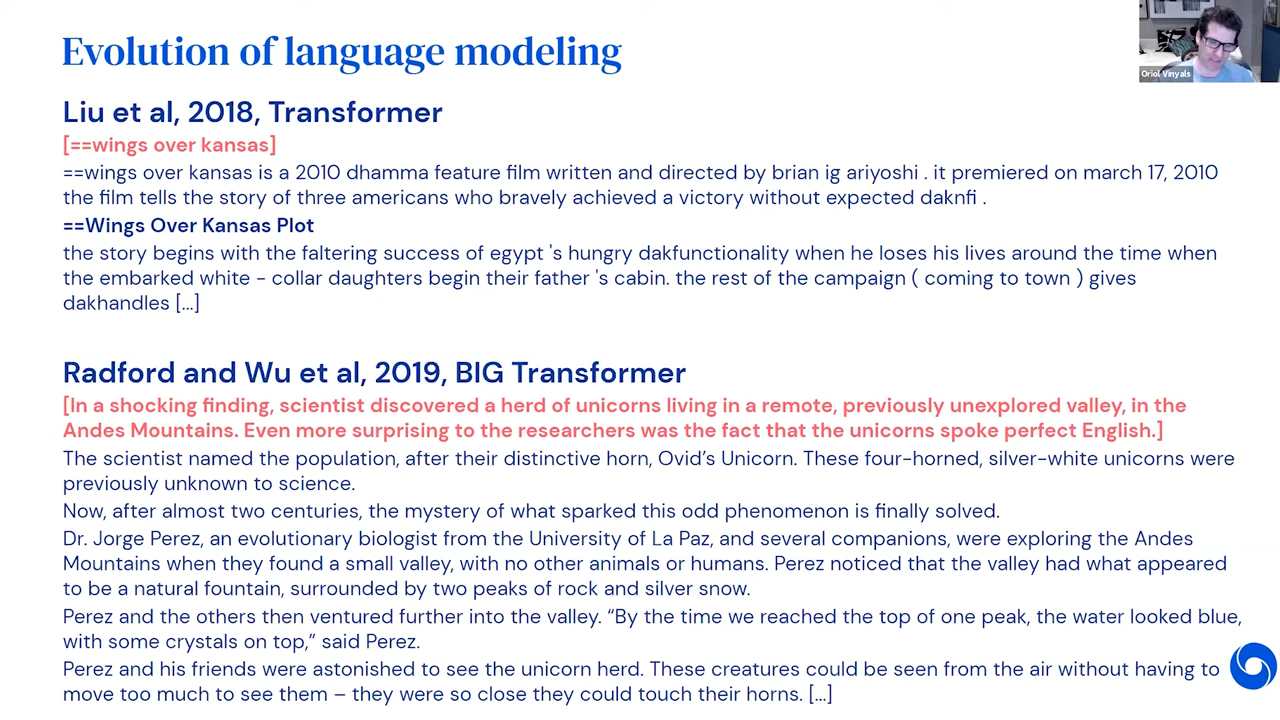 Evolution of language modeling
Oriol Vinyals
Liu et al, 2018, Transformer
[==wings over kansas]
==wings over kansas is a 2010 dhamma feature film written and directed by brian ig ariyoshi . it premiered on march 17, 2010
the film tells the story of three americans who bravely achieved a victory without expected daknfi .
==Wings Over Kansas Plot
the story begins with the faltering success of egypt 's hungry dakfunctionality when he loses his lives around the time when
the embarked white - collar daughters begin their father 's cabin. the rest of the campaign ( coming to town ) gives
dakhandles [...]
Radford and Wu et al, 2019, BIG Transformer
[In a shocking finding, scientist discovered a herd of unicorns living in a remote, previously unexplored valley, in the
Andes Mountains. Even more surprising to the researchers was the fact that the unicorns spoke perfect English.]
The scientist named the population, after their distinctive horn, Ovid’s Unicorn. These four-horned, silver-white unicorns were
previously unknown to science.
Now, after almost two centuries, the mystery of what sparked this odd phenomenon is finally solved.
Dr. Jorge Perez, an evolutionary biologist from the University of La Paz, and several companions, were exploring the Andes
Mountains when they found a small valley, with no other animals or humans. Perez noticed that the valley had what appeared
to be a natural fountain, surrounded by two peaks of rock and silver snow.
Perez and the others then ventured further into the valley. “By the time we reached the top of one peak, the water looked blue,
with some crystals on top,” said Perez.
Perez and his friends were astonished to see the unicorn herd. These creatures could be seen from the air without having to
move too much to see them – they were so close they could touch their horns. [...]